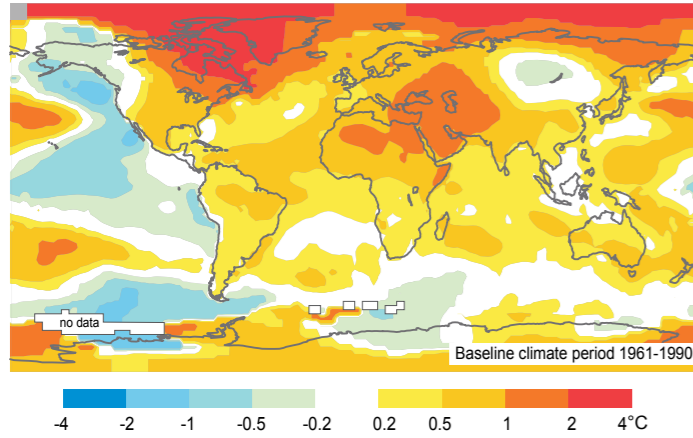 no data
Baseline climate period 1961-1990
-4 -2 -1 -0.5 -0.2 0.2 0.5 1 2 4°C